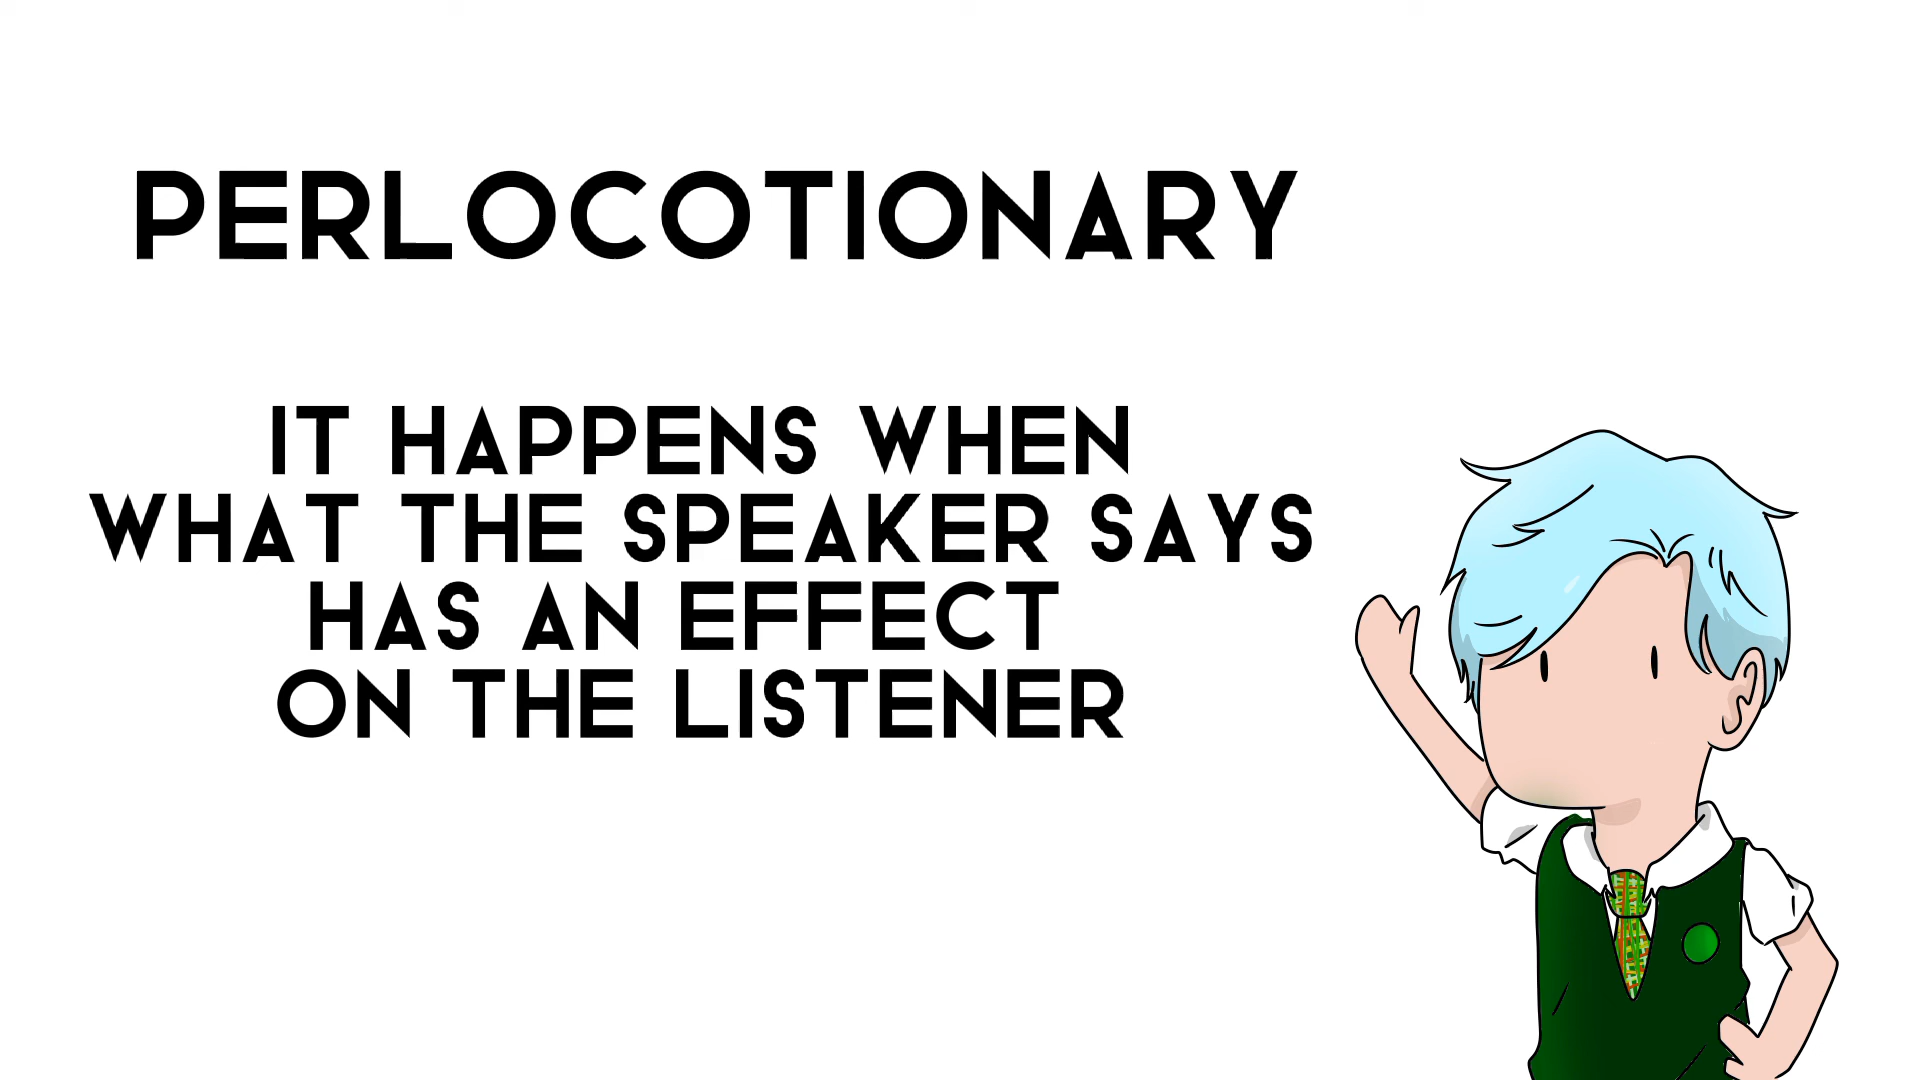 PERLOCOTIONARY
IT HAPPENS WHEN
WHAT THE SPEAKER SAYS
HAS AN EFFECT
ON THE LISTENER